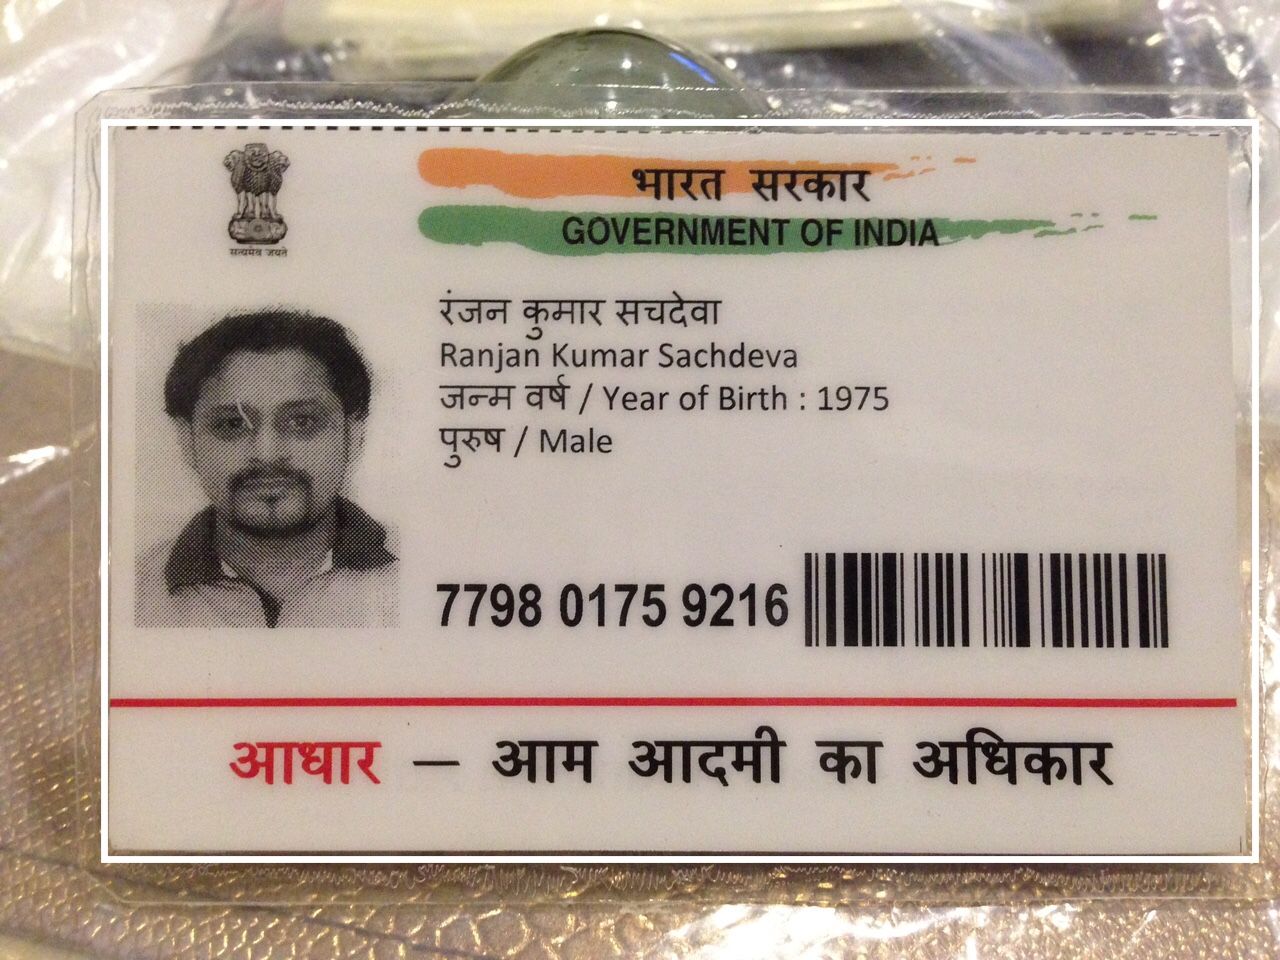 सत्यमेव जयते
भारत सरकार
GOVERNMENT OF INDIA
रंजन कुमार सचदेवा
Ranjan Kumar Sachdeva
जन्म वर्ष / Year of Birth : 1975
पुरुष / Male
7798 0175 9216
आधार — आम आदमी का अधिकार